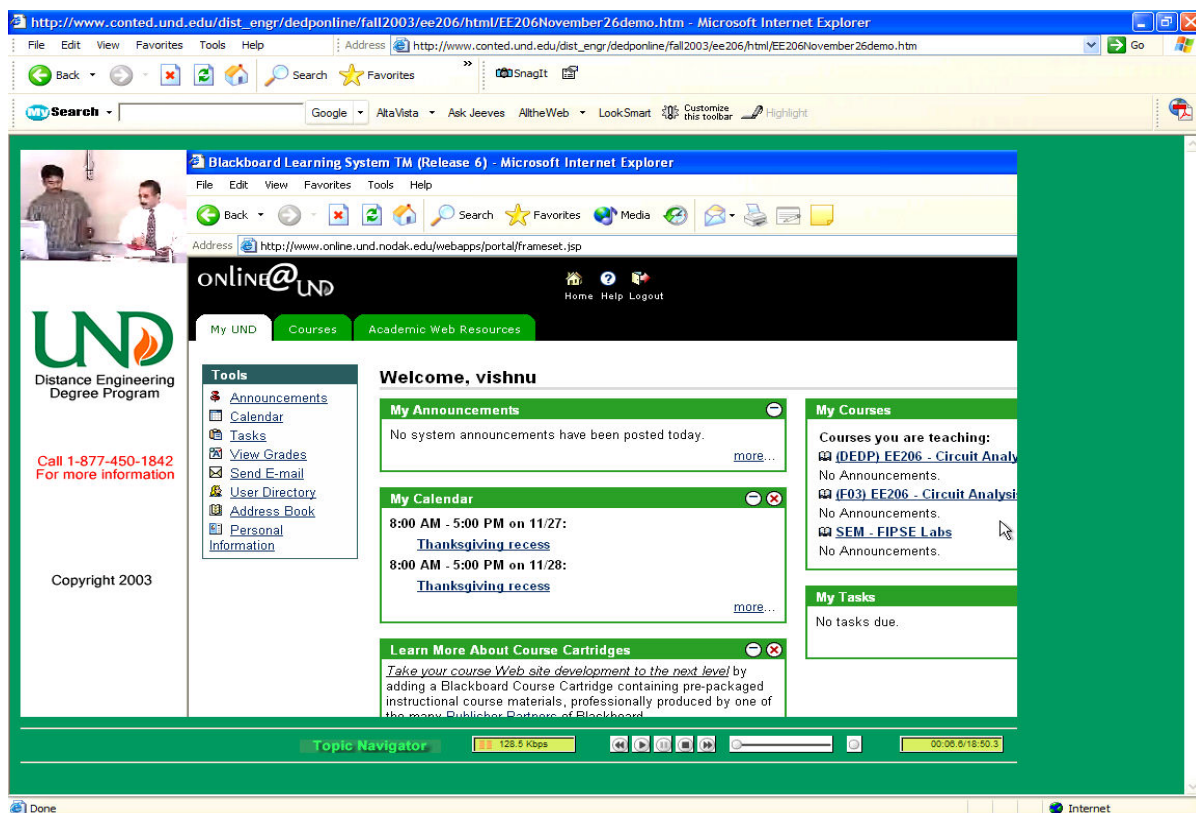 http://www.conted.und.edu/dist_engr/dedponline/fall2003/ee206/html/EE206November26demo.htm - Microsoft Internet Explorer
File Edit View Favorites Tools Help Address http://www.conted.und.edu/dist_engr/dedponline/fall2003/ee206/html/EE206November26demo.htm Go
Back Search Favorites » SnagIt
My Search Google AltaVista Ask Jeeves AlltheWeb LookSmart Customize this toolbar Highlight
Blackboard Learning System TM (Release 6) - Microsoft Internet Explorer
File Edit View Favorites Tools Help
Back Search Favorites Media
Address http://www.online.und.nodak.edu/webapps/portal/frameset.jsp
online@UND
Home Help Logout
My UND Courses Academic Web Resources
UND
Distance Engineering
Degree Program
Call 1-877-450-1842
For more information
Copyright 2003
Tools
Announcements
Calendar
Tasks
View Grades
Send E-mail
User Directory
Address Book
Personal
Information
Welcome, vishnu
My Announcements
No system announcements have been posted today.
more...
My Calendar
8:00 AM - 5:00 PM on 11/27:
Thanksgiving recess
8:00 AM - 5:00 PM on 11/28:
Thanksgiving recess
more...
Learn More About Course Cartridges
Take your course Web site development to the next level by
adding a Blackboard Course Cartridge containing pre-packaged
instructional course materials, professionally produced by one of
the many Publisher Partners of Blackboard
My Courses
Courses you are teaching:
(DEDP) EE206 - Circuit Analy
No Announcements.
(F03) EE206 - Circuit Analysi
No Announcements.
SEM - FIPSE Labs
No Announcements.
My Tasks
No tasks due.
Topic Navigator 128.5 Kbps 00:06.6/18:50.3
Done Internet